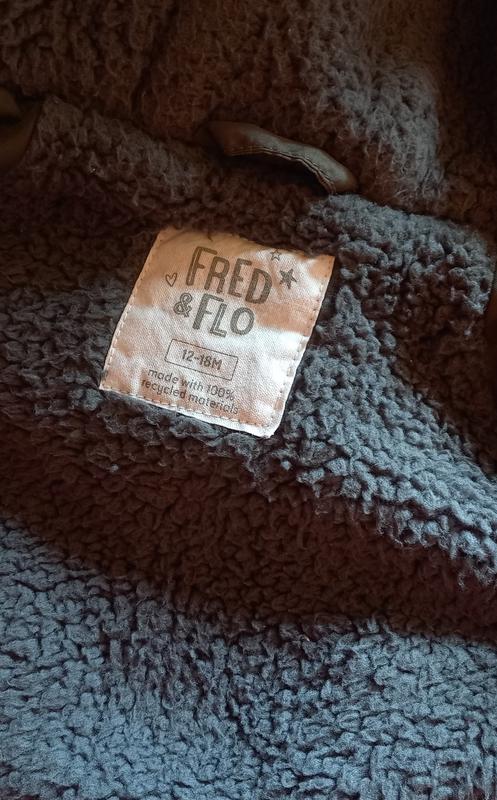 FRED
& FLO
12-18M
made with 100%
recycled materials